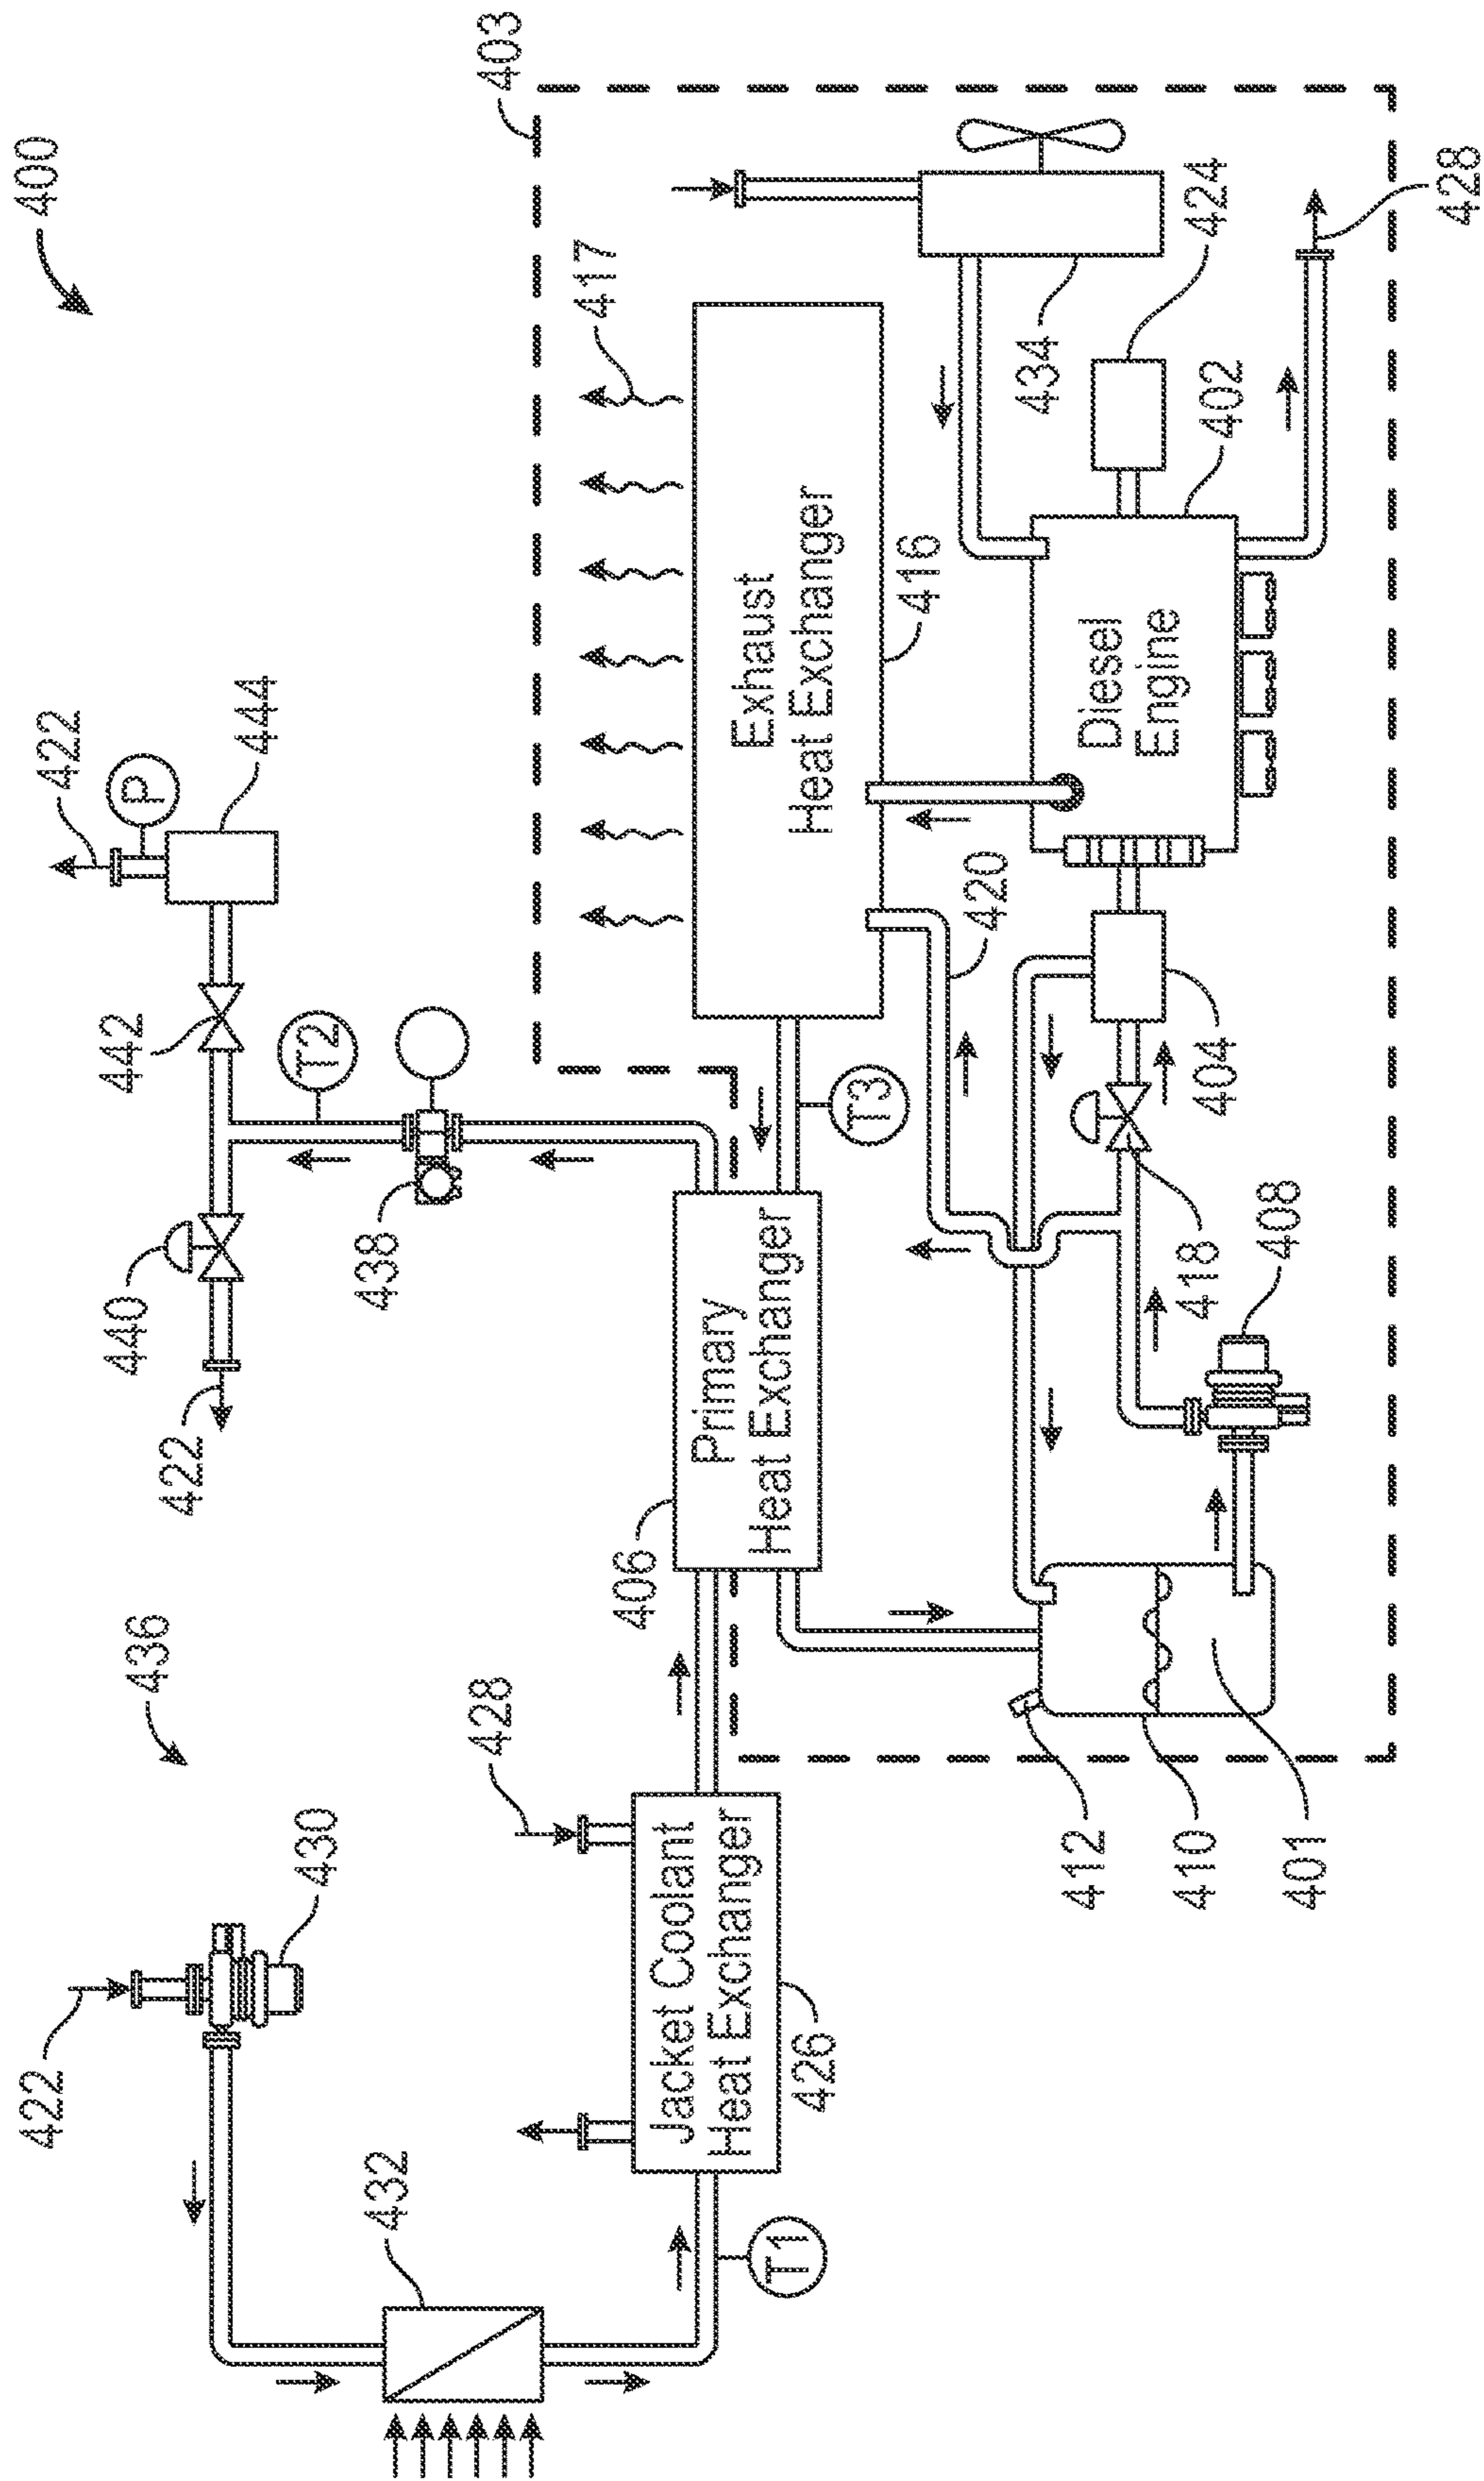 400
422
422
P
436
440
442
422
444
430
T2
432
438
428
403
417
406
Jacket Coolant
Heat Exchanger
Primary
Heat Exchanger
Exhaust
Heat Exchanger
T1
426
T3
416
420
434
412
Diesel
Engine
410
418
404
402
424
401
408
428